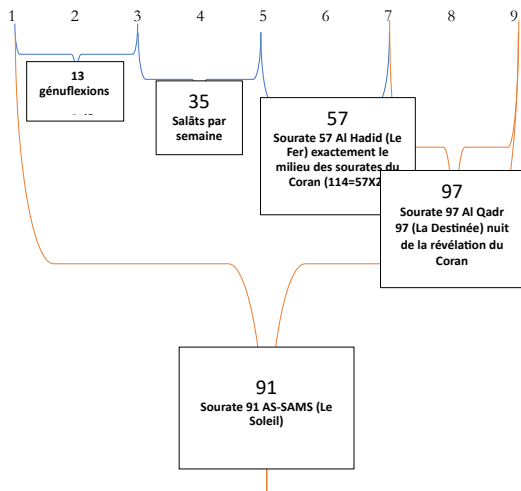 1 2 3 4 5 6 7 8 9
13
génuflexions
35
Salāts par
semaine
57
Sourate 57 Al Hadid (Le
Fer) exactement le
milieu des sourates du
Coran (114=57X2
97
Sourate 97 Al Qadr
97 (La Destinée) nuit
de la révélation du
Coran
91
Sourate 91 AS-SAMS (Le
Soleil)